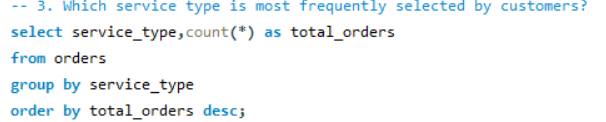 -- 3. Which service type is most frequently selected by customers?
select service_type,count(*) as total_orders
from orders
group by service_type
order by total_orders desc;